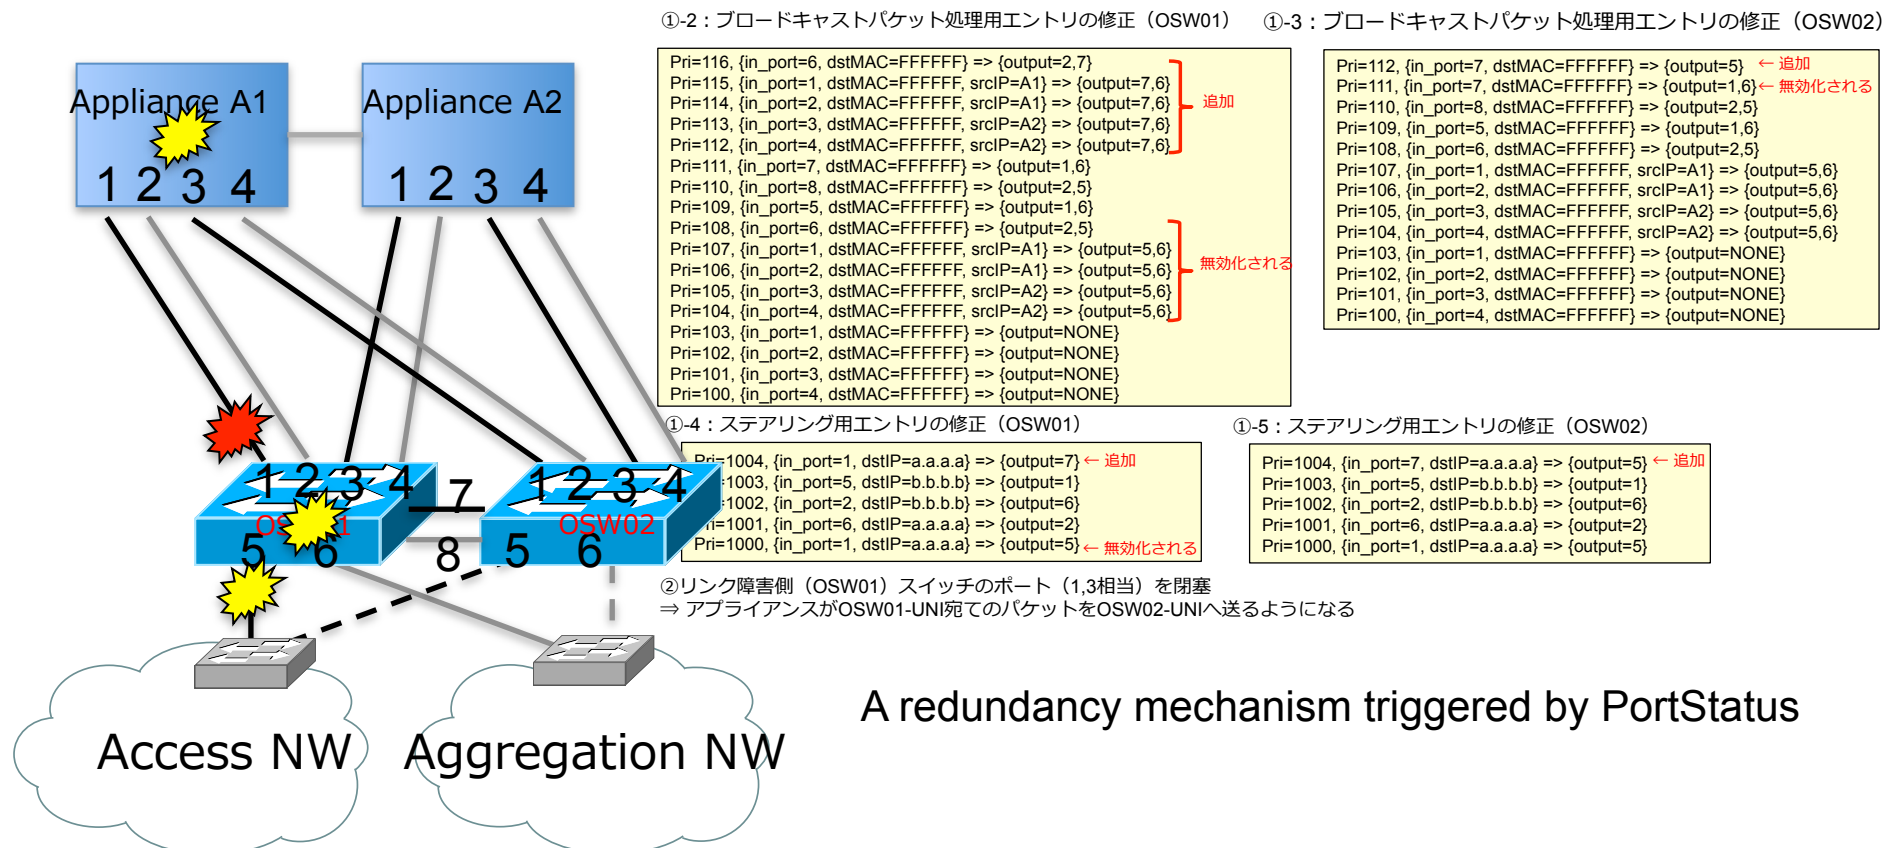 ①-2：ブロードキャストパケット処理用エントリの修正（OSW01）
Pri=116, {in_port=6, dstMAC=FFFFFF} => {output=2,7}
Pri=115, {in_port=1, dstMAC=FFFFFF, srcIP=A1} => {output=7,6}
Pri=114, {in_port=2, dstMAC=FFFFFF, srcIP=A1} => {output=7,6}
Pri=113, {in_port=3, dstMAC=FFFFFF, srcIP=A2} => {output=7,6}
Pri=112, {in_port=4, dstMAC=FFFFFF, srcIP=A2} => {output=7,6}
追加
Pri=111, {in_port=7, dstMAC=FFFFFF} => {output=1,6}
Pri=110, {in_port=8, dstMAC=FFFFFF} => {output=2,5}
Pri=109, {in_port=5, dstMAC=FFFFFF} => {output=1,6}
Pri=108, {in_port=6, dstMAC=FFFFFF} => {output=2,5}
Pri=107, {in_port=1, dstMAC=FFFFFF, srcIP=A1} => {output=5,6}
Pri=106, {in_port=2, dstMAC=FFFFFF, srcIP=A1} => {output=5,6}
Pri=105, {in_port=3, dstMAC=FFFFFF, srcIP=A2} => {output=5,6}
Pri=104, {in_port=4, dstMAC=FFFFFF, srcIP=A2} => {output=5,6}
無効化される
Pri=103, {in_port=1, dstMAC=FFFFFF} => {output=NONE}
Pri=102, {in_port=2, dstMAC=FFFFFF} => {output=NONE}
Pri=101, {in_port=3, dstMAC=FFFFFF} => {output=NONE}
Pri=100, {in_port=4, dstMAC=FFFFFF} => {output=NONE}
①-3：ブロードキャストパケット処理用エントリの修正（OSW02）
Pri=112, {in_port=7, dstMAC=FFFFFF} => {output=5} ← 追加
Pri=111, {in_port=7, dstMAC=FFFFFF} => {output=1,6} ← 無効化される
Pri=110, {in_port=8, dstMAC=FFFFFF} => {output=2,5}
Pri=109, {in_port=5, dstMAC=FFFFFF} => {output=1,6}
Pri=108, {in_port=6, dstMAC=FFFFFF} => {output=2,5}
Pri=107, {in_port=1, dstMAC=FFFFFF, srcIP=A1} => {output=5,6}
Pri=106, {in_port=2, dstMAC=FFFFFF, srcIP=A1} => {output=5,6}
Pri=105, {in_port=3, dstMAC=FFFFFF, srcIP=A2} => {output=5,6}
Pri=104, {in_port=4, dstMAC=FFFFFF, srcIP=A2} => {output=5,6}
Pri=103, {in_port=1, dstMAC=FFFFFF} => {output=NONE}
Pri=102, {in_port=2, dstMAC=FFFFFF} => {output=NONE}
Pri=101, {in_port=3, dstMAC=FFFFFF} => {output=NONE}
Pri=100, {in_port=4, dstMAC=FFFFFF} => {output=NONE}
Appliance A1
1 2 3 4
Appliance A2
1 2 3 4
1 2 3 4
5 6
7
8
1 2 3 4
OSW02
5 6
①-4：ステアリング用エントリの修正（OSW01）
Pri=1004, {in_port=1, dstIP=a.a.a.a} => {output=7} ← 追加
=1003, {in_port=5, dstIP=b.b.b.b} => {output=1}
=1002, {in_port=2, dstIP=b.b.b.b} => {output=6}
=1001, {in_port=6, dstIP=a.a.a.a} => {output=2}
Pri=1000, {in_port=1, dstIP=a.a.a.a} => {output=5} ← 無効化される
①-5：ステアリング用エントリの修正（OSW02）
Pri=1004, {in_port=7, dstIP=a.a.a.a} => {output=5} ← 追加
Pri=1003, {in_port=5, dstIP=b.b.b.b} => {output=1}
Pri=1002, {in_port=2, dstIP=b.b.b.b} => {output=6}
Pri=1001, {in_port=6, dstIP=a.a.a.a} => {output=2}
Pri=1000, {in_port=1, dstIP=a.a.a.a} => {output=5}
②リンク障害側（OSW01）スイッチのポート（1,3相当）を閉塞
⇒ アプライアンスがOSW01-UNI宛てのパケットをOSW02-UNIへ送るようになる
A redundancy mechanism triggered by PortStatus
Access NW
Aggregation NW